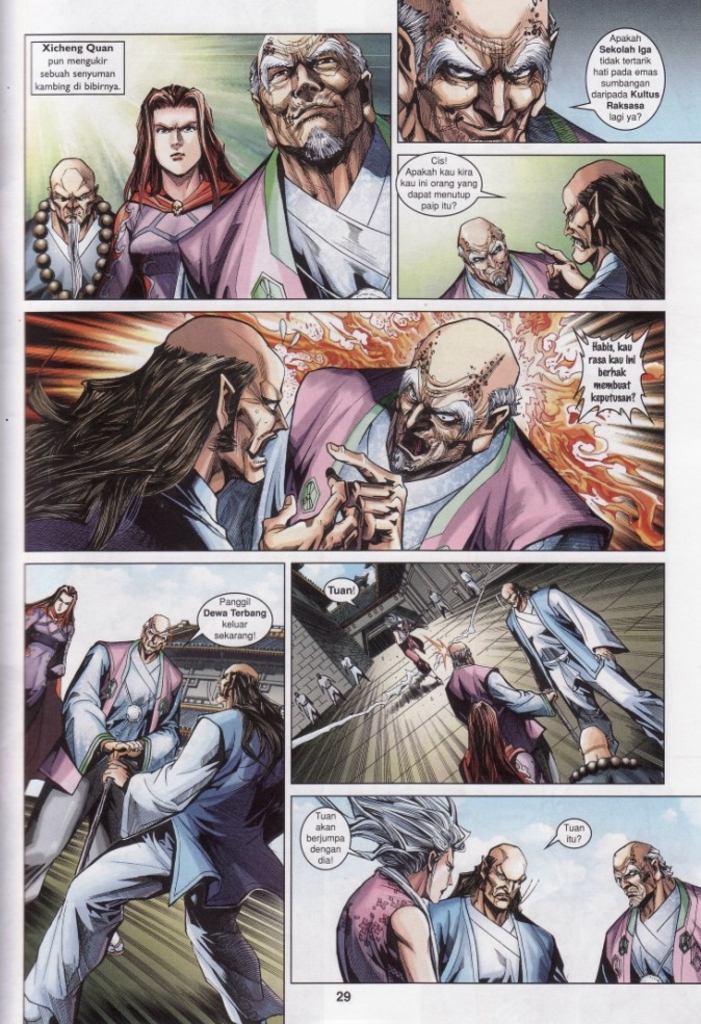 Xicheng Quan
pun mengukir
sebuah senyuman
kambing di bibirnya.
Apakah
Sekolah Iga
tidak tertarik
hati pada emas
sumbangan
daripada Kultus
Raksasa
lagi ya?
Cis!
Apakah kau kira
kau ini orang yang
dapat menutup
paip itu?
Habis, kau
rasa kau ini
berhak
membuat
keputusan?
Panggil
Dewa Terbang
keluar
sekarang!
Tuan!
Tuan
akan
berjumpa
dengan
dia!
Tuan
itu?
29